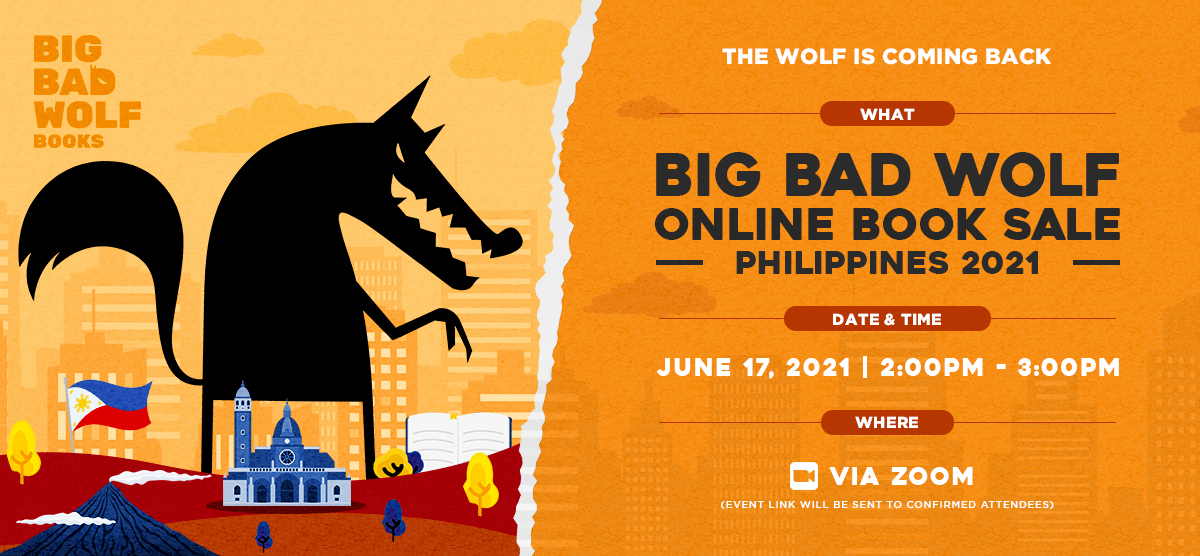 BIG
BAD
WOLF
BOOKS
THE WOLF IS COMING BACK
WHAT
BIG BAD WOLF
ONLINE BOOK SALE
PHILIPPINES 2021
DATE & TIME
JUNE 17, 2021 | 2:00PM - 3:00PM
WHERE
VIA ZOOM
(EVENT LINK WILL BE SENT TO CONFIRMED ATTENDEES)